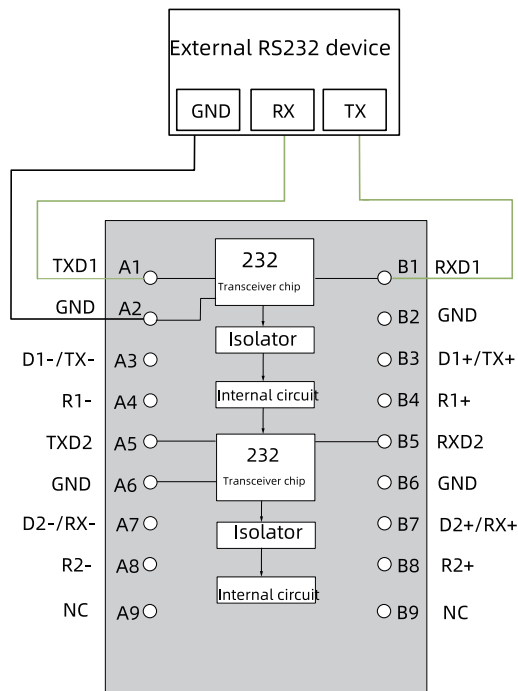 External RS232 device
GND RX TX
TXD1 A1 232 B1 RXD1
Transceiver chip
GND A2 B2 GND
Isolator
D1-/TX- A3 B3 D1+/TX+
R1- A4 Internal circuit B4 R1+
TXD2 A5 232 B5 RXD2
GND A6 Transceiver chip B6 GND
D2-/RX- A7 Isolator B7 D2+/RX+
R2- A8 B8 R2+
Internal circuit
NC A9 B9 NC